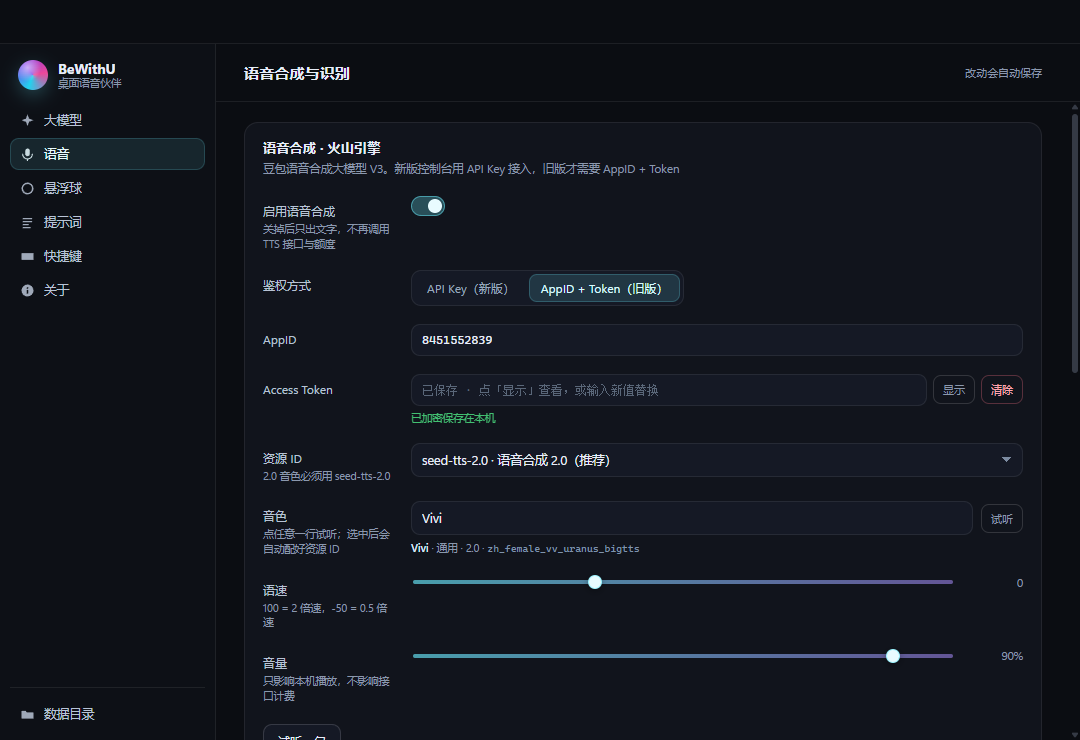 BeWithU
桌面语音伙伴
大模型
语音
悬浮球
提示词
快捷键
关于
数据目录
语音合成与识别
改动会自动保存
语音合成 · 火山引擎
豆包语音合成大模型 V3。新版控制台用 API Key 接入，旧版才需要 AppID + Token
启用语音合成
关掉后只出文字，不再调用
TTS 接口与额度
鉴权方式
API Key（新版）
AppID + Token（旧版）
AppID
8451552839
Access Token
已保存 · 点「显示」查看，或输入新值替换
显示
清除
已加密保存在本机
资源 ID
2.0 音色必须用 seed-tts-2.0
seed-tts-2.0 · 语音合成 2.0（推荐）
音色
点任意一行试听；选中后会
自动配好资源 ID
Vivi
试听
Vivi · 通用 · 2.0 · zh_female_vv_uranus_bigtts
语速
100 = 2 倍速，-50 = 0.5 倍
速
0
音量
只影响本机播放，不影响接
口计费
90%
试听一句